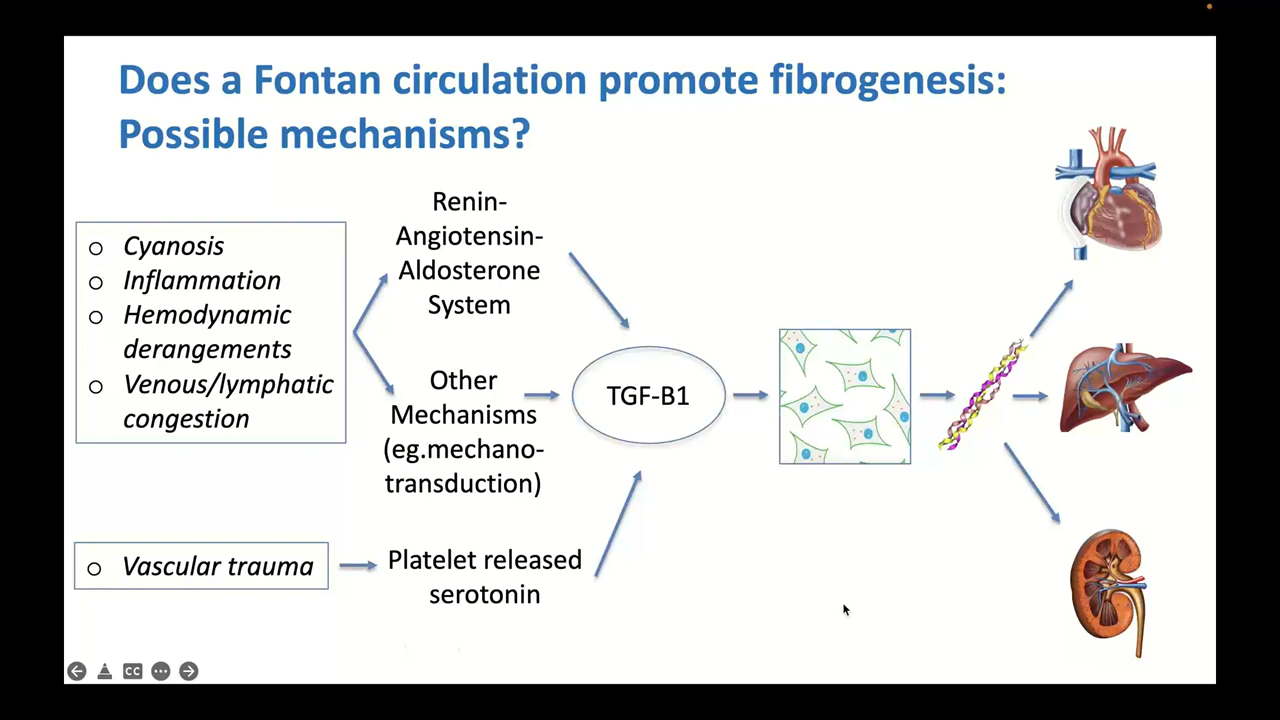 Does a Fontan circulation promote fibrogenesis:
Possible mechanisms?
Renin-
Angiotensin-
Aldosterone
System
o Cyanosis
o Inflammation
o Hemodynamic
derangements
o Venous/lymphatic
congestion
Other
Mechanisms
(eg.mechano-
transduction)
TGF-B1
o Vascular trauma
Platelet released
serotonin
CC